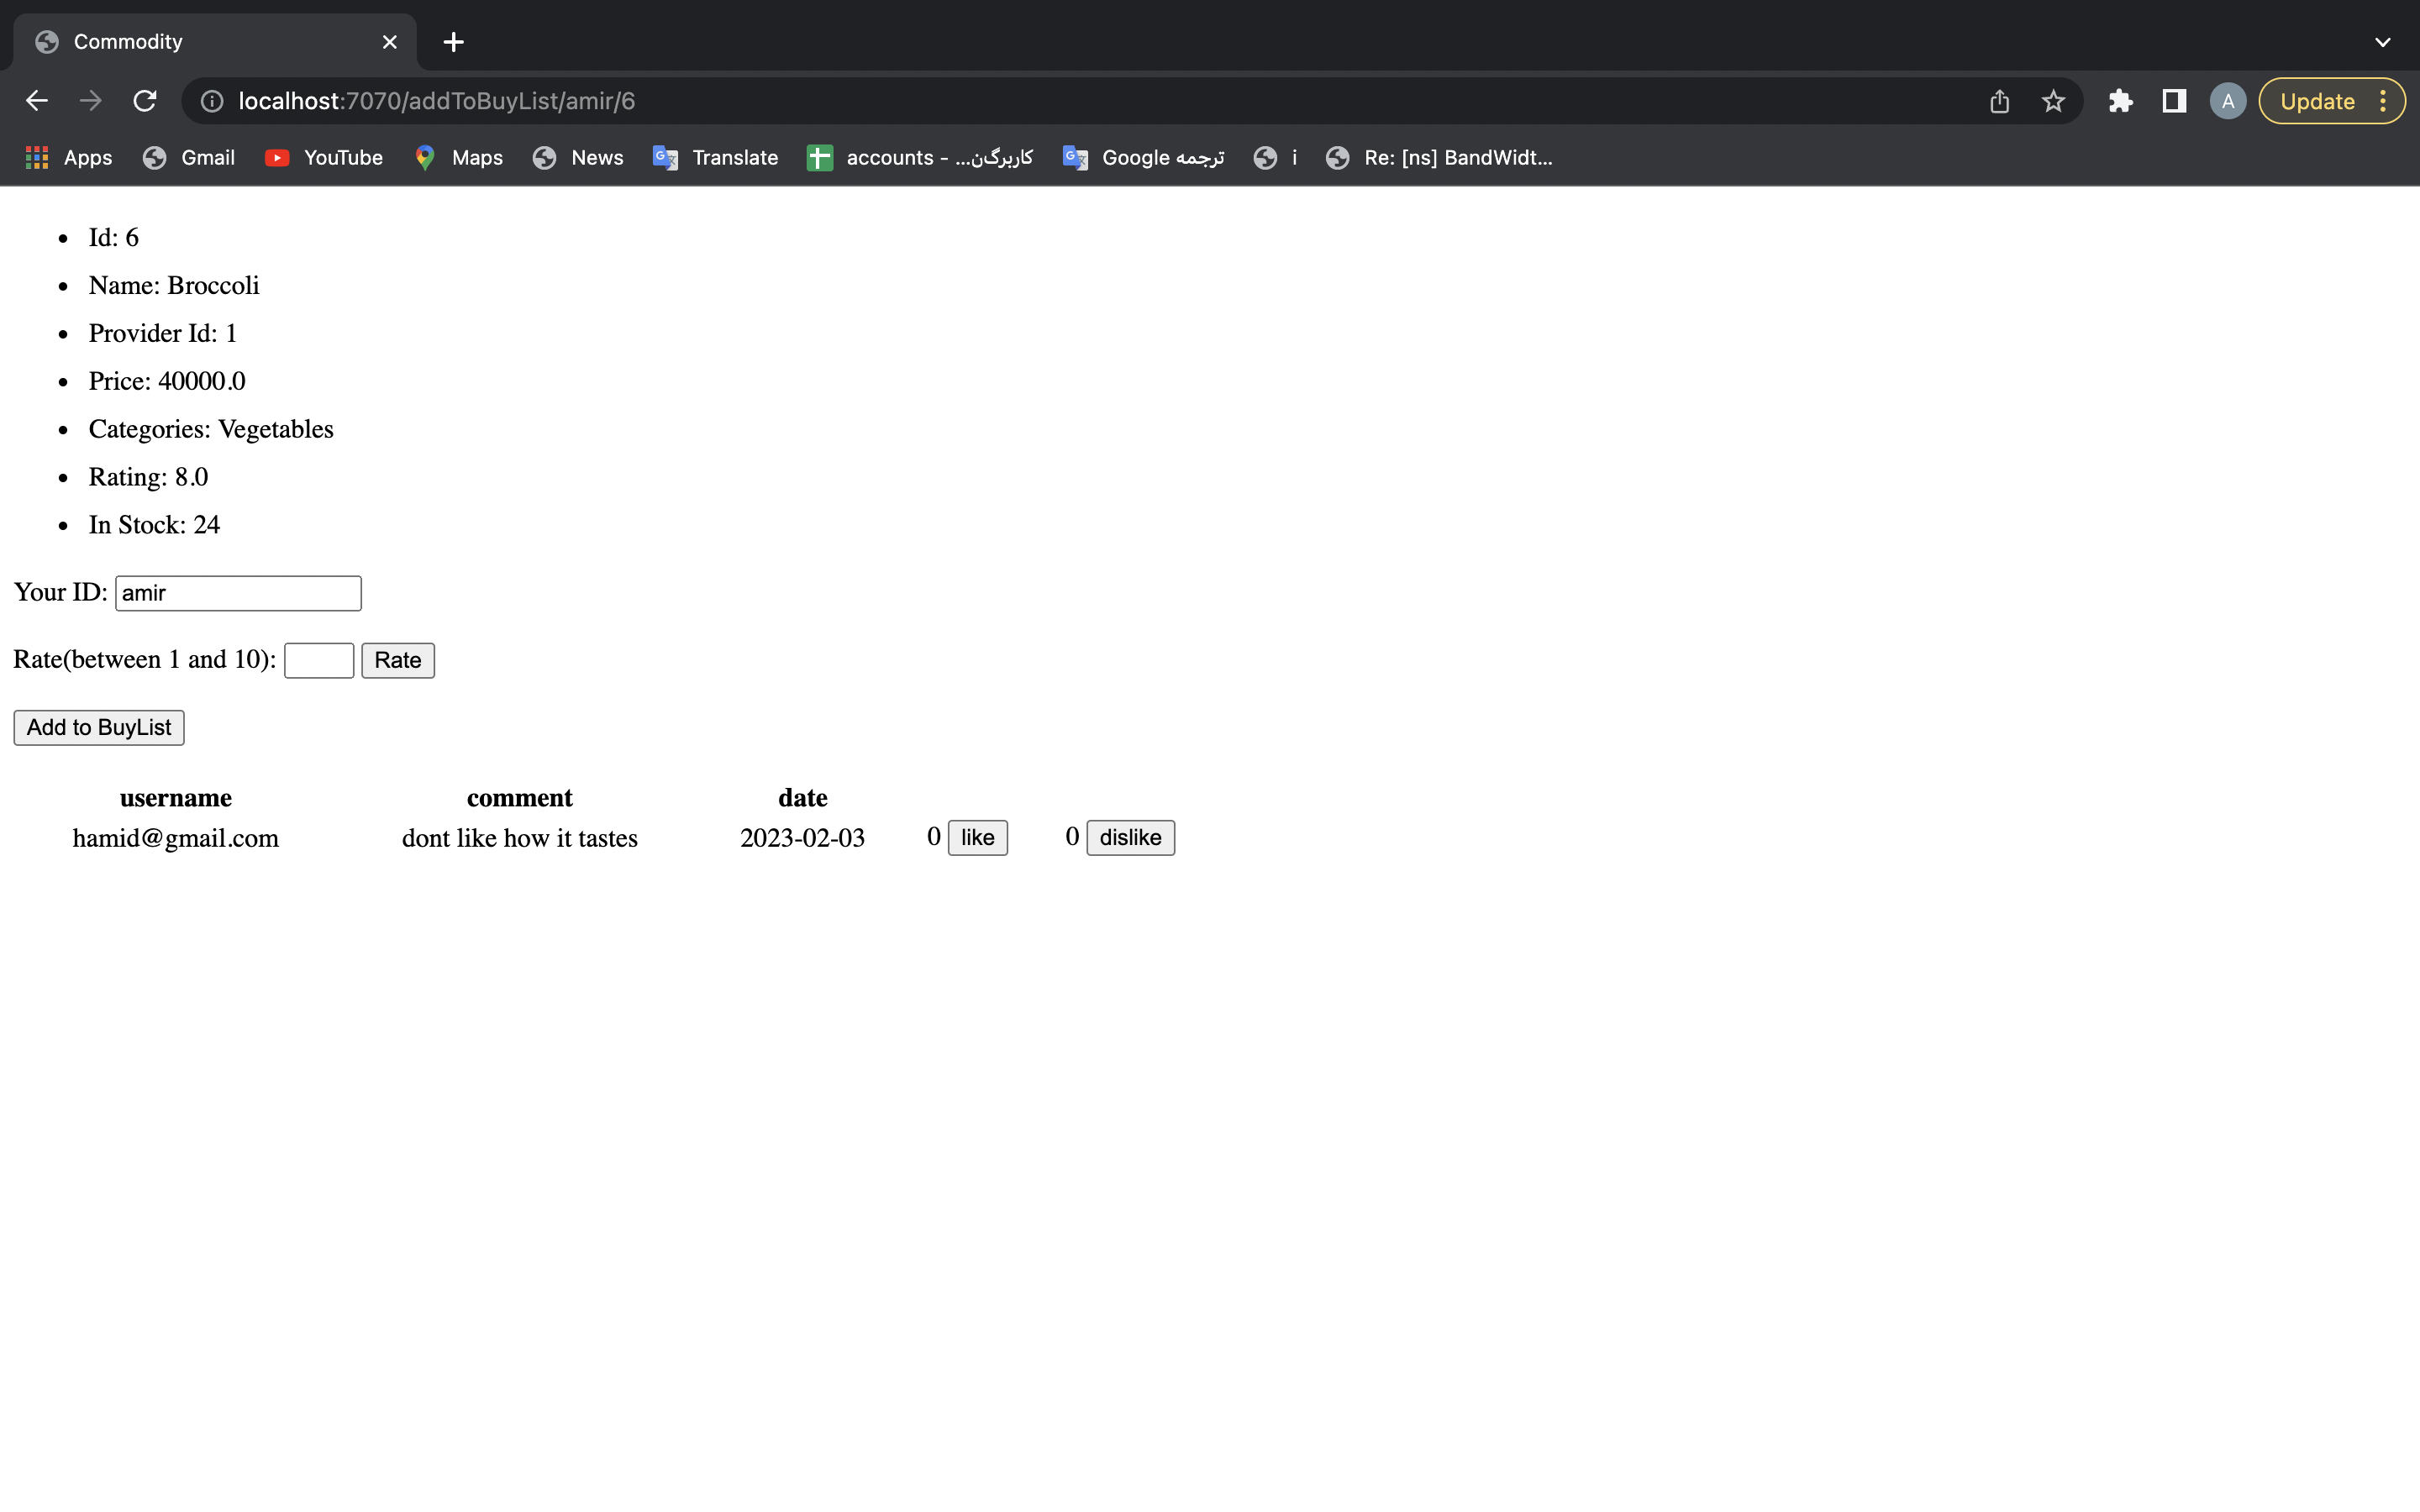 Commodity
localhost:7070/addToBuyList/amir/6
A
Update
Apps Gmail YouTube Maps News Translate accounts - ...کاربرگ‌ن Google ترجمه i Re: [ns] BandWidt...
Id: 6
Name: Broccoli
Provider Id: 1
Price: 40000.0
Categories: Vegetables
Rating: 8.0
In Stock: 24
Your ID: amir
Rate(between 1 and 10): Rate
Add to BuyList
username comment date
hamid@gmail.com dont like how it tastes 2023-02-03 0 like 0 dislike